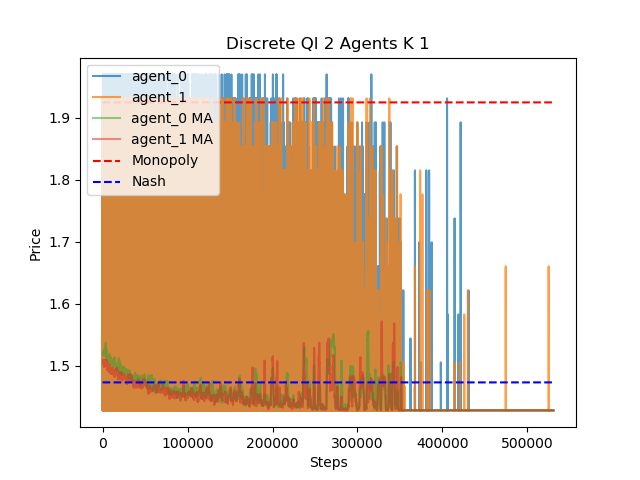 Discrete QI 2 Agents K 1
agent_0
agent_1
agent_0 MA
agent_1 MA
Monopoly
Nash
Price
1.9
1.8
1.7
1.6
1.5
0
100000
200000
300000
400000
500000
Steps